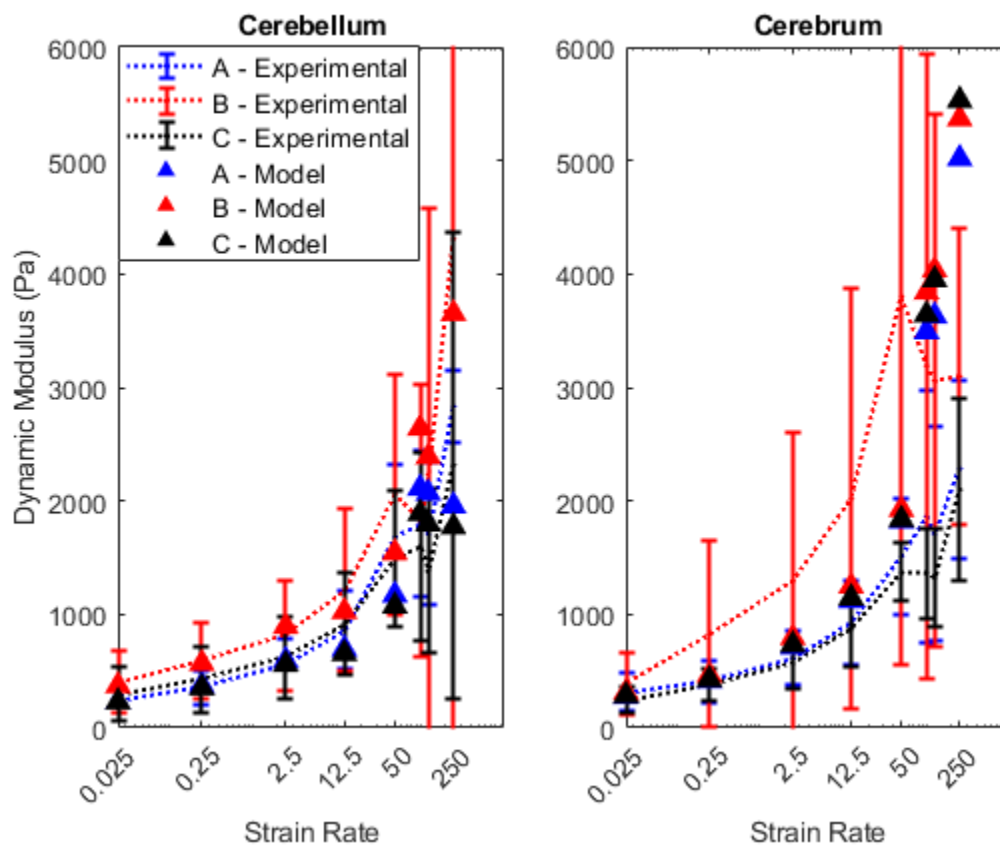 Cerebellum
6000
5000
4000
3000
2000
1000
0
Dynamic Modulus (Pa)
A - Experimental
B - Experimental
C - Experimental
A - Model
B - Model
C - Model
0.025
0.25
2.5
12.5
50
250
Strain Rate
Cerebrum
6000
5000
4000
3000
2000
1000
0
0.025
0.25
2.5
12.5
50
250
Strain Rate